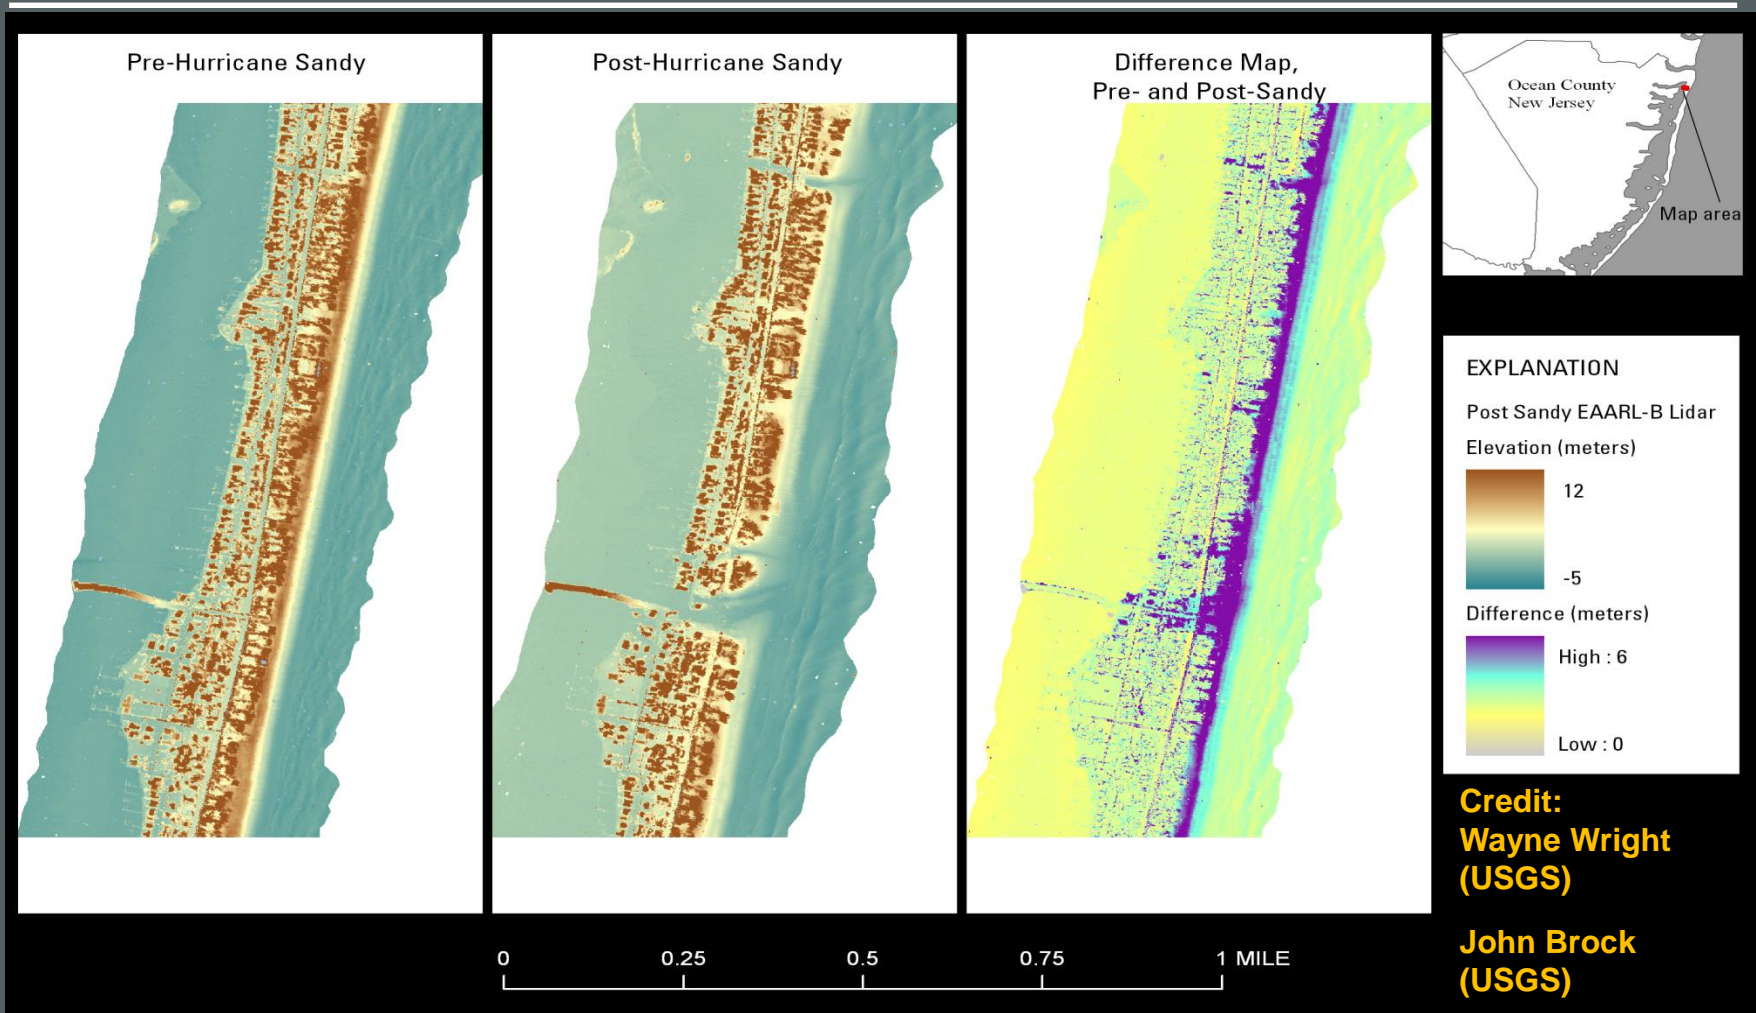 Pre-Hurricane Sandy
Post-Hurricane Sandy
Difference Map,
Pre- and Post-Sandy
Ocean County
New Jersey
Map area
EXPLANATION
Post Sandy EAARL-B Lidar
Elevation (meters)
12
-5
Difference (meters)
High : 6
Low : 0
Credit:
Wayne Wright
(USGS)
John Brock
(USGS)
0 0.25 0.5 0.75 1 MILE